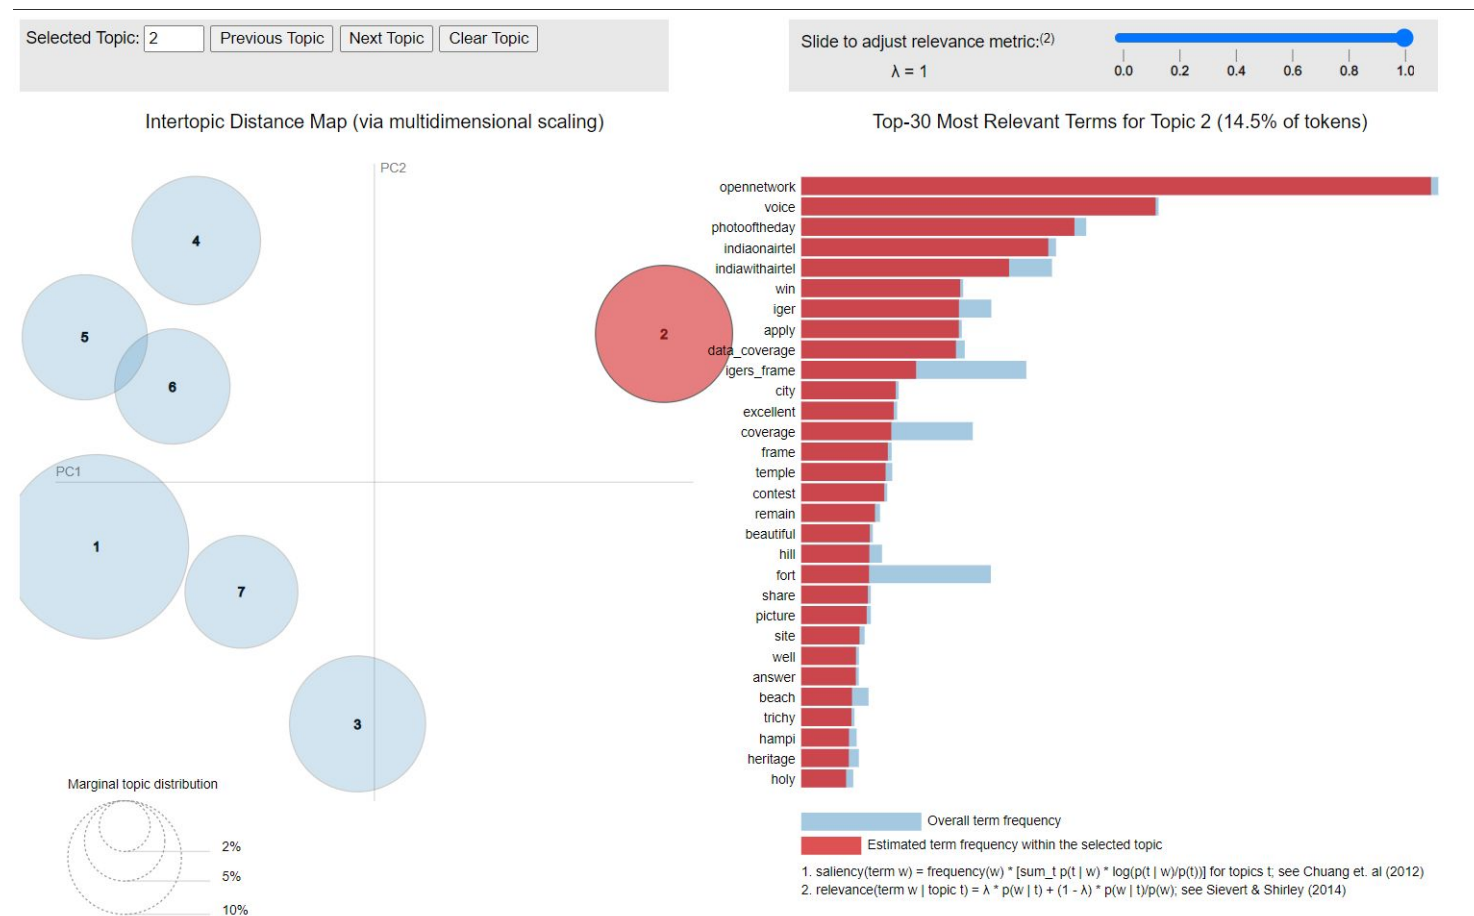 Selected Topic: 2 Previous Topic Next Topic Clear Topic
Slide to adjust relevance metric:(2)
λ = 1
0.0 0.2 0.4 0.6 0.8 1.0
Intertopic Distance Map (via multidimensional scaling)
PC2
PC1
4
5
6
2
1
7
3
Marginal topic distribution
2%
5%
10%
Top-30 Most Relevant Terms for Topic 2 (14.5% of tokens)
opennetwork
voice
photooftheday
indiaonairtel
indiawithairtel
win
iger
apply
data_coverage
igers_frame
city
excellent
coverage
frame
temple
contest
remain
beautiful
hill
fort
share
picture
site
well
answer
beach
trichy
hampi
heritage
holy
Overall term frequency
Estimated term frequency within the selected topic
1. saliency(term w) = frequency(w) * [sum_t p(t | w) * log(p(t | w)/p(t))] for topics t; see Chuang et. al (2012)
2. relevance(term w | topic t) = λ * p(w | t) + (1 - λ) * p(w | t)/p(w); see Sievert & Shirley (2014)